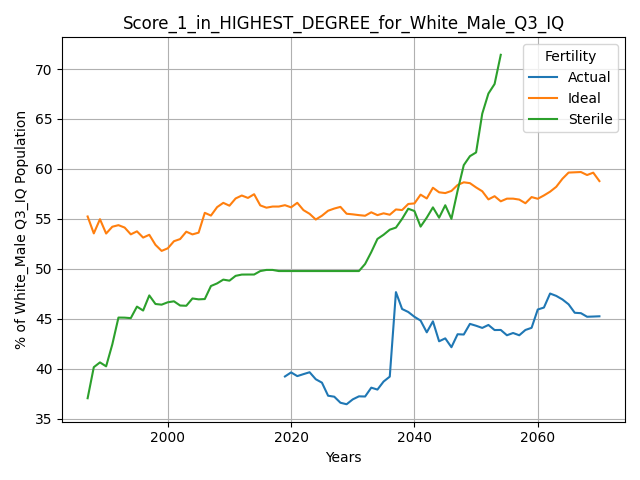 Score_1_in_HIGHEST_DEGREE_for_White_Male_Q3_IQ
% of White_Male Q3_IQ Population
70
65
60
55
50
45
40
35
Fertility
Actual
Ideal
Sterile
2000
2020
2040
2060
Years